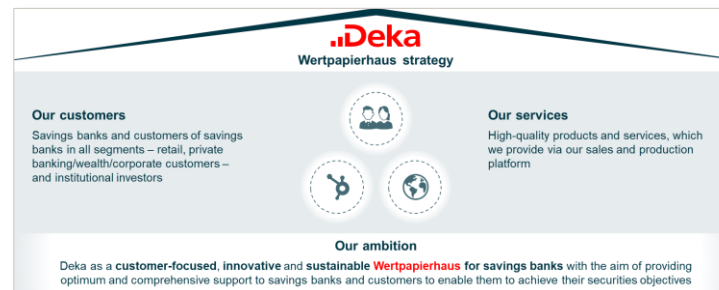 .ıDeka
Wertpapierhaus strategy
Our customers
Savings banks and customers of savings
banks in all segments – retail, private
banking/wealth/corporate customers –
and institutional investors
Our services
High-quality products and services, which
we provide via our sales and production
platform
Our ambition
Deka as a customer-focused, innovative and sustainable Wertpapierhaus for savings banks with the aim of providing
optimum and comprehensive support to savings banks and customers to enable them to achieve their securities objectives